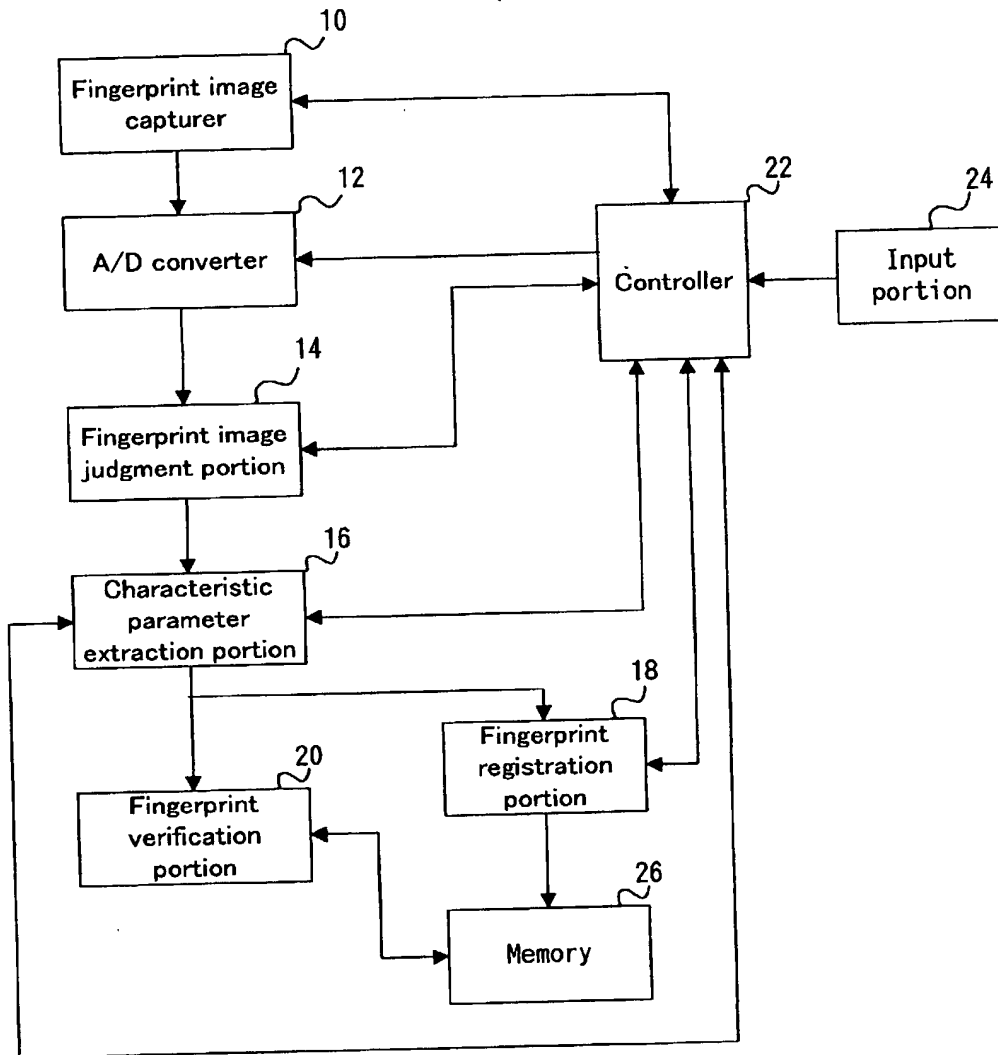 10
Fingerprint image
capturer
12
22
24
A/D converter
Controller
Input
portion
14
Fingerprint image
judgment portion
16
Characteristic
parameter
extraction portion
18
Fingerprint
registration
portion
20
Fingerprint
verification
portion
26
Memory